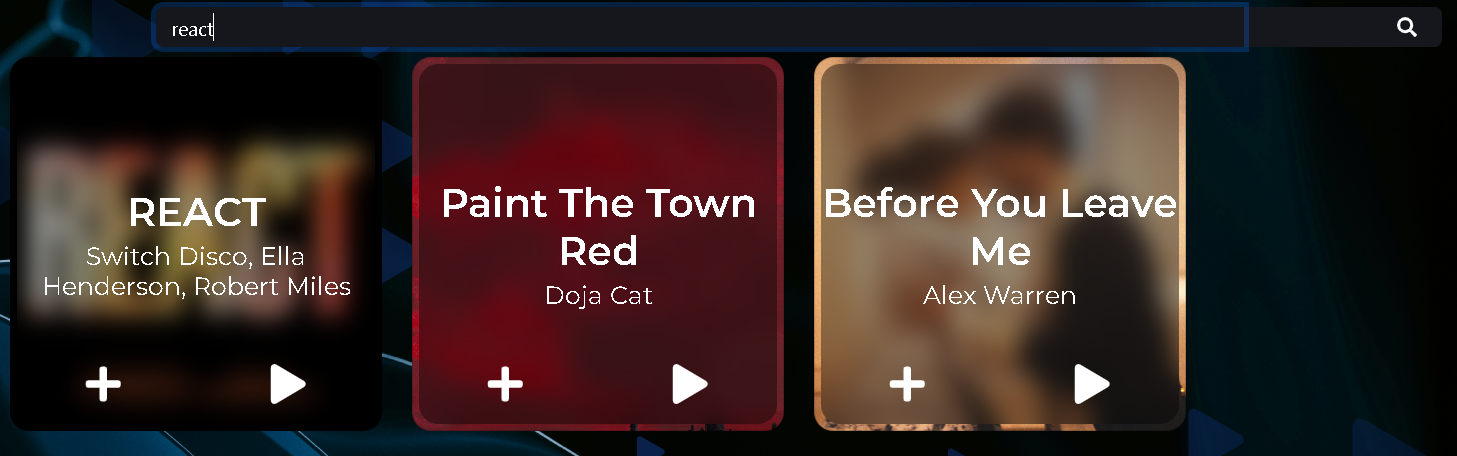 react
REACT
Switch Disco, Ella
Henderson, Robert Miles
Paint The Town
Red
Doja Cat
Before You Leave
Me
Alex Warren